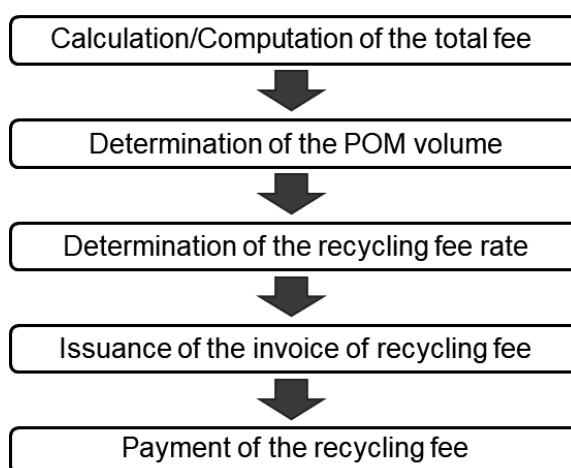 Calculation/Computation of the total fee
Determination of the POM volume
Determination of the recycling fee rate
Issuance of the invoice of recycling fee
Payment of the recycling fee